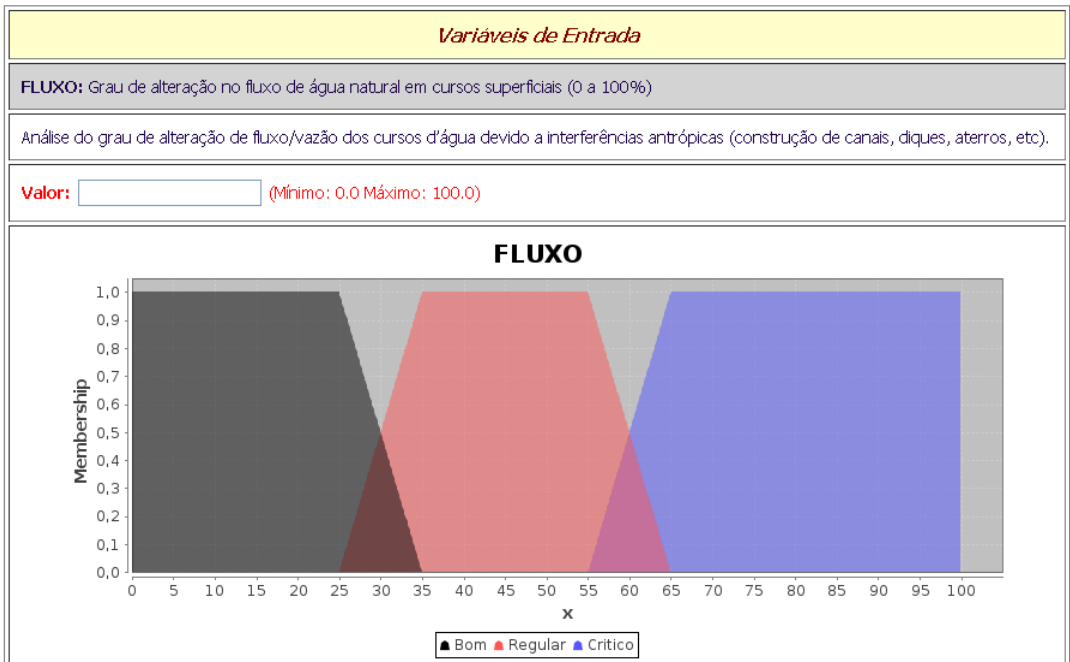 Variáveis de Entrada
FLUXO: Grau de alteração no fluxo de água natural em cursos superficiais (0 a 100%)
Análise do grau de alteração de fluxo/vazão dos cursos d'água devido a interferências antrópicas (construção de canais, diques, aterros, etc).
Valor: (Mínimo: 0.0 Máximo: 100.0)
FLUXO
1,0
0,9
0,8
0,7
0,6
0,5
0,4
0,3
0,2
0,1
0,0
Membership
0 5 10 15 20 25 30 35 40 45 50 55 60 65 70 75 80 85 90 95 100
x
Bom Regular Critico